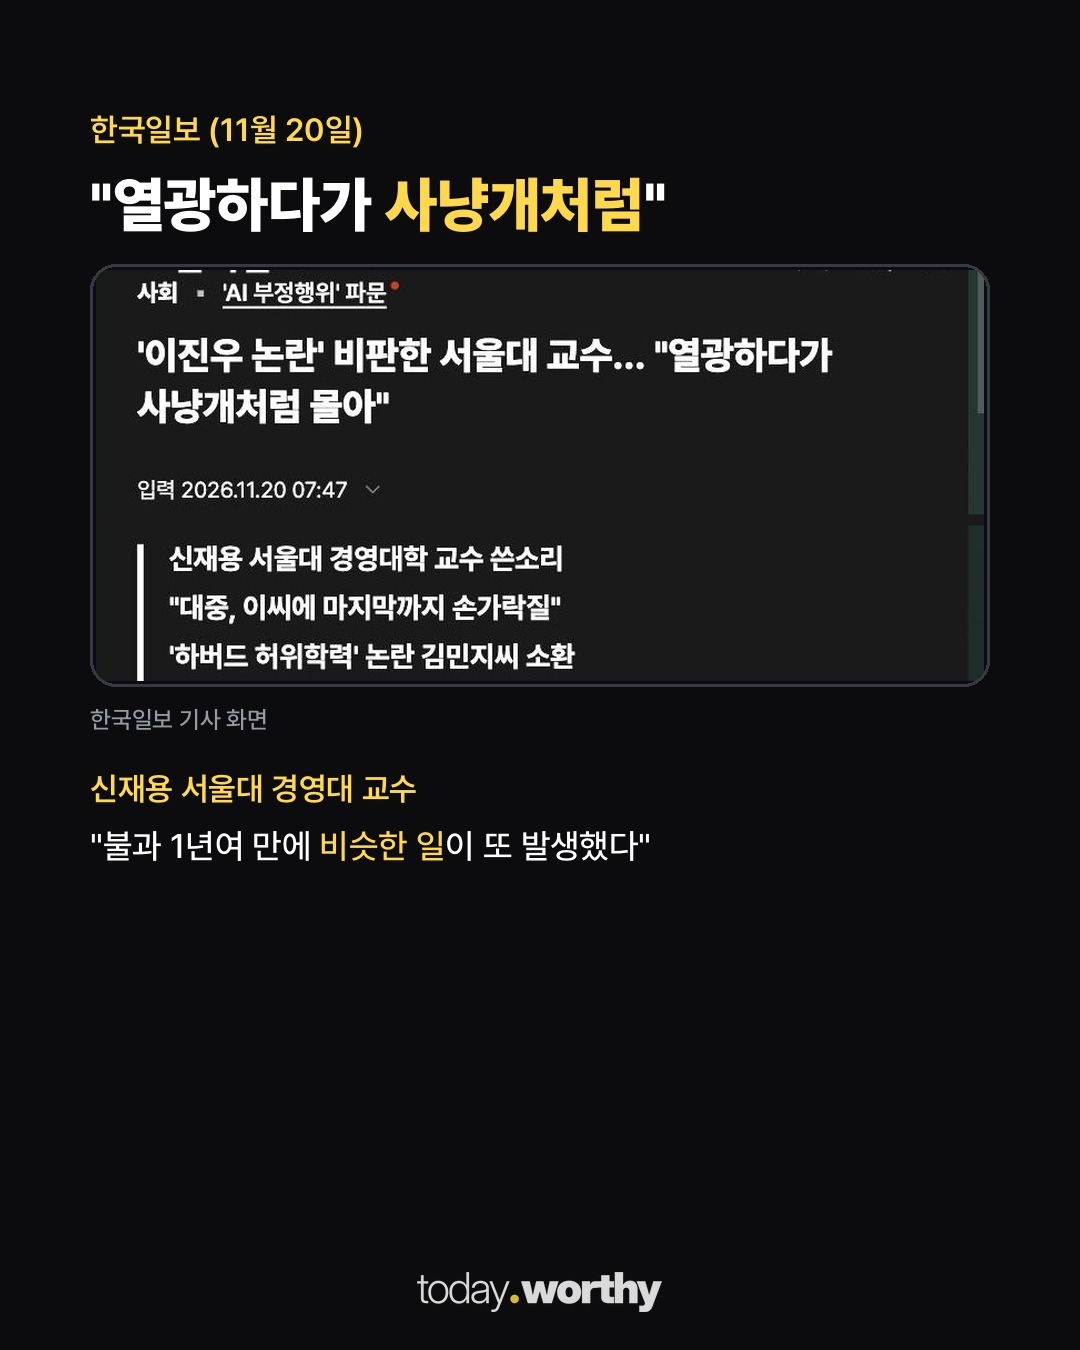 한국일보 (11월 20일)
"열광하다가 사냥개처럼"
사회 ▪ 'AI 부정행위' 파문
'이진우 논란' 비판한 서울대 교수... "열광하다가
사냥개처럼 몰아"
입력 2026.11.20 07:47
신재용 서울대 경영대학 교수 쓴소리
"대중, 이씨에 마지막까지 손가락질"
'하버드 허위학력' 논란 김민지씨 소환
한국일보 기사 화면
신재용 서울대 경영대 교수
"불과 1년여 만에 비슷한 일이 또 발생했다"
today.worthy